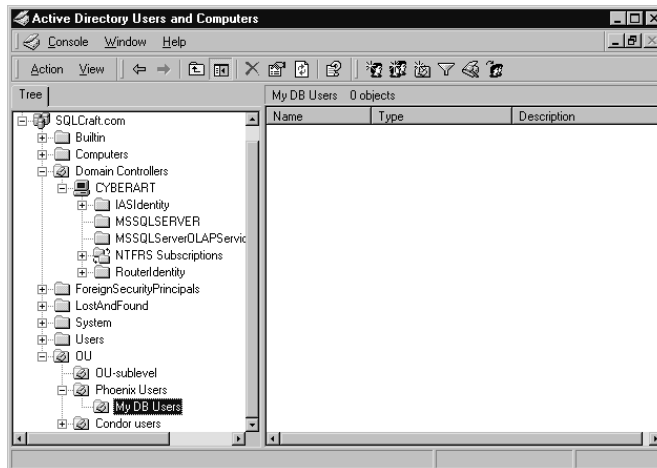 Active Directory Users and Computers
Console Window Help
Action View
Tree
My DB Users 0 objects
Name Type Description
SQLCraft.com
Builtin
Computers
Domain Controllers
CYBERART
IASIdentity
MSSQLSERVER
MSSQLServerOLAPServic
NTFRS Subscriptions
RouterIdentity
ForeignSecurityPrincipals
LostAndFound
System
Users
OU
OU-sublevel
Phoenix Users
My DB Users
Condor users